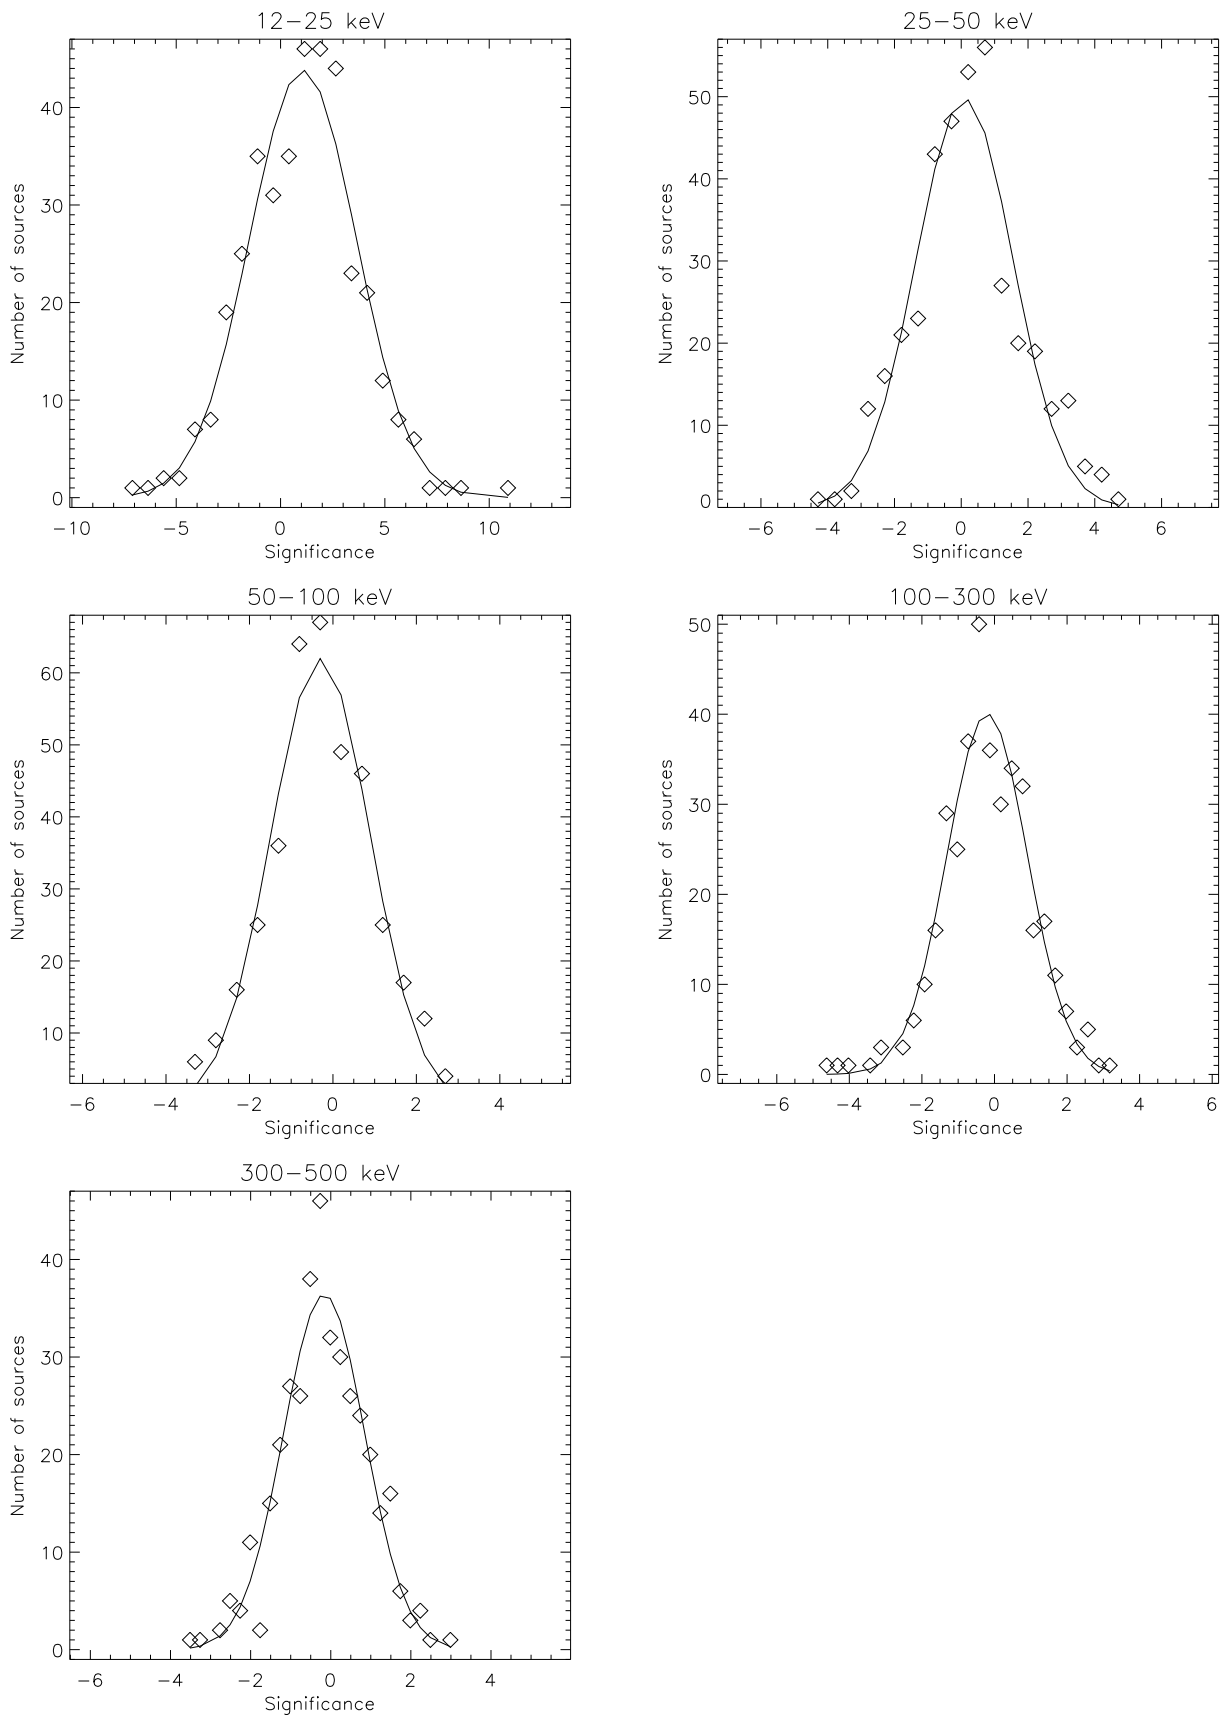 12−25 keV
Number of sources
40
30
20
10
0
−10 −5 0 5 10
Significance
25−50 keV
Number of sources
50
40
30
20
10
0
−6 −4 −2 0 2 4 6
Significance
50−100 keV
Number of sources
60
50
40
30
20
10
−6 −4 −2 0 2 4
Significance
100−300 keV
Number of sources
50
40
30
20
10
0
−6 −4 −2 0 2 4 6
Significance
300−500 keV
Number of sources
40
30
20
10
0
−6 −4 −2 0 2 4
Significance